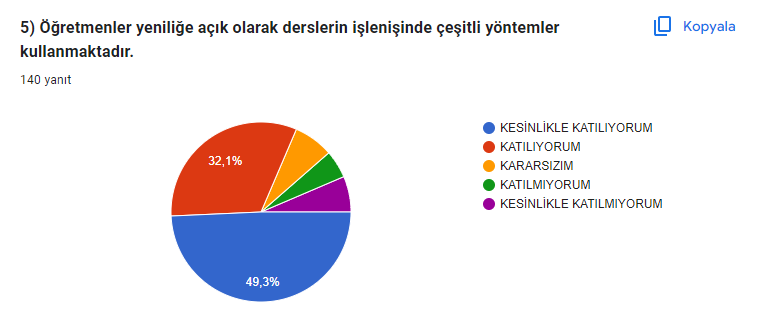 5) Öğretmenler yeniliğe açık olarak derslerin işlenişinde çeşitli yöntemler
kullanmaktadır.
Kopyala
140 yanıt
32,1%
49,3%
KESİNLİKLE KATILIYORUM
KATILIYORUM
KARARSIZIM
KATILMIYORUM
KESİNLİKLE KATILMIYORUM